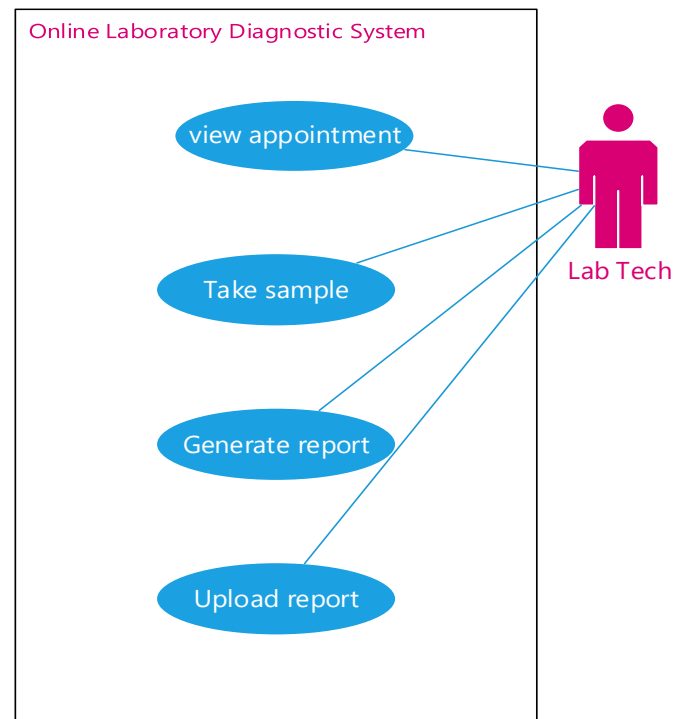 Online Laboratory Diagnostic System
view appointment
Take sample
Lab Tech
Generate report
Upload report